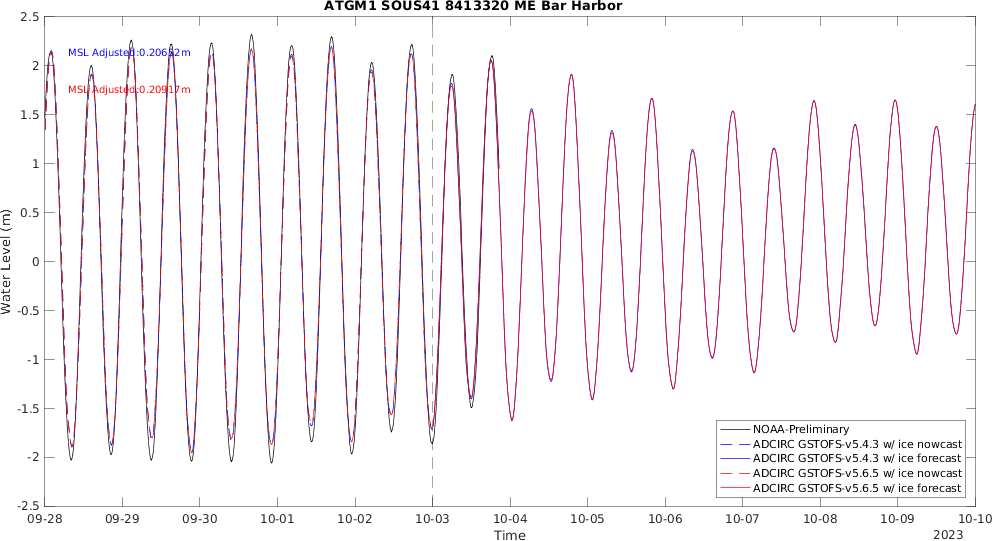 ATGM1 SOUS41 8413320 ME Bar Harbor
2.5
2
1.5
1
0.5
0
-0.5
-1
-1.5
-2
-2.5
Water Level (m)
MSL Adjusted:0.20652m
MSL Adjusted:0.20917m
NOAA-Preliminary
ADCIRC GSTOFS-v5.4.3 w/ ice nowcast
ADCIRC GSTOFS-v5.4.3 w/ ice forecast
ADCIRC GSTOFS-v5.6.5 w/ ice nowcast
ADCIRC GSTOFS-v5.6.5 w/ ice forecast
09-28 09-29 09-30 10-01 10-02 10-03 10-04 10-05 10-06 10-07 10-08 10-09 10-10
Time
2023